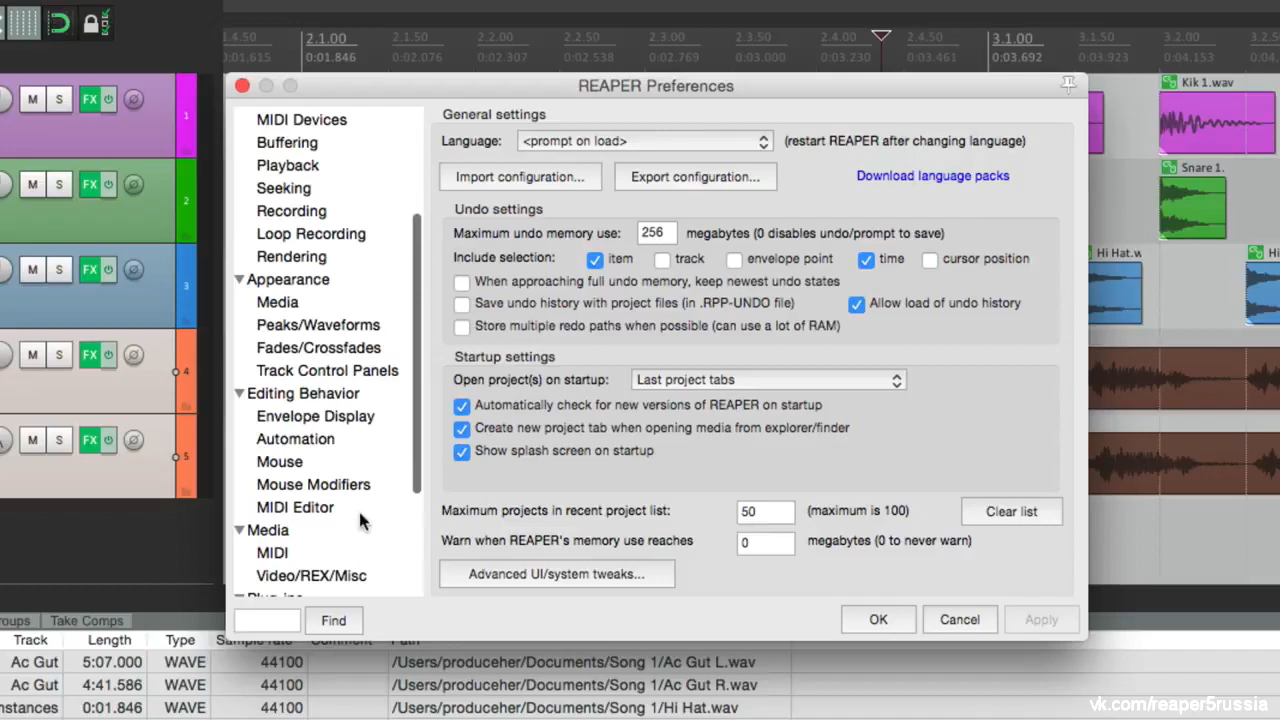 1.4.50 2.1.00 2.1.50 2.2.00 2.2.50 2.3.00 2.3.50 2.4.00 2.4.50 3.1.00 3.1.50 3.2.00 3.2.5
0:01.615 0:01.846 0:02.076 0:02.307 0:02.538 0:02.769 0:03.000 0:03.230 0:03.461 0:03.692 0:03.923 0:04.153
REAPER Preferences
M S FX 1
M S FX 2
M S FX 3
M S FX 4
M S FX 5
Kik 1.wav
Snare 1.
Hi Hat.w
Hi
MIDI Devices
Buffering
Playback
Seeking
Recording
Loop Recording
Rendering
Appearance
Media
Peaks/Waveforms
Fades/Crossfades
Track Control Panels
Editing Behavior
Envelope Display
Automation
Mouse
Mouse Modifiers
MIDI Editor
Media
MIDI
Video/REX/Misc
Plug-ins
Find
General settings
Language: <prompt on load> (restart REAPER after changing language)
Import configuration... Export configuration... Download language packs
Undo settings
Maximum undo memory use: 256 megabytes (0 disables undo/prompt to save)
Include selection: item track envelope point time cursor position
When approaching full undo memory, keep newest undo states
Save undo history with project files (in .RPP-UNDO file) Allow load of undo history
Store multiple redo paths when possible (can use a lot of RAM)
Startup settings
Open project(s) on startup: Last project tabs
Automatically check for new versions of REAPER on startup
Create new project tab when opening media from explorer/finder
Show splash screen on startup
Maximum projects in recent project list: 50 (maximum is 100) Clear list
Warn when REAPER's memory use reaches 0 megabytes (0 to never warn)
Advanced UI/system tweaks...
OK Cancel Apply
roups Take Comps
Track Length Type Sample rate Comment Path
Ac Gut 5:07.000 WAVE 44100 /Users/produceher/Documents/Song 1/Ac Gut L.wav
Ac Gut 4:41.586 WAVE 44100 /Users/produceher/Documents/Song 1/Ac Gut R.wav
nstances 0:01.846 WAVE 44100 /Users/produceher/Documents/Song 1/Hi Hat.wav
vk.com/reaper5russia